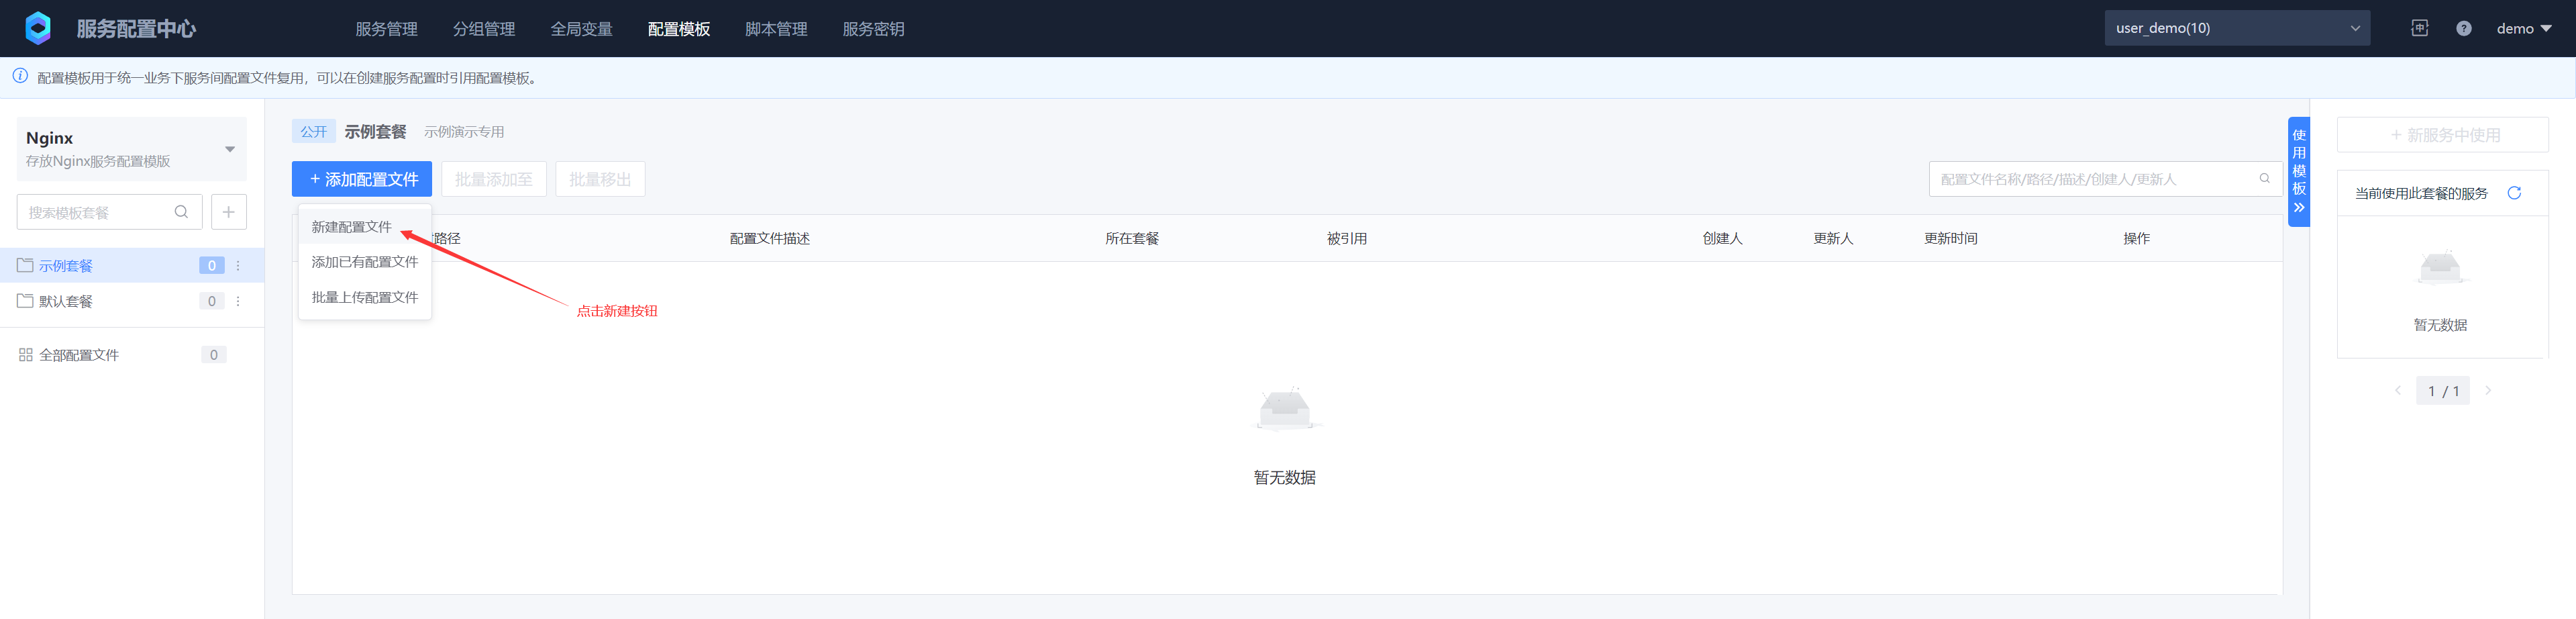 服务配置中心
服务管理 分组管理 全局变量 配置模板 脚本管理 服务密钥
user_demo(10)
中
?
demo
配置模板用于统一业务下服务间配置文件复用，可以在创建服务配置时引用配置模板。
Nginx
存放Nginx服务配置模版
搜索模板套餐
示例套餐 0
默认套餐 0
全部配置文件 0
公开 示例套餐 示例演示专用
+ 添加配置文件 批量添加至 批量移出
配置文件名称/路径/描述/创建人/更新人
新建配置文件
添加已有配置文件
批量上传配置文件
路径 配置文件描述 所在套餐 被引用 创建人 更新人 更新时间 操作
点击新建按钮
暂无数据
使用模板
+ 新服务中使用
当前使用此套餐的服务
暂无数据
1 / 1